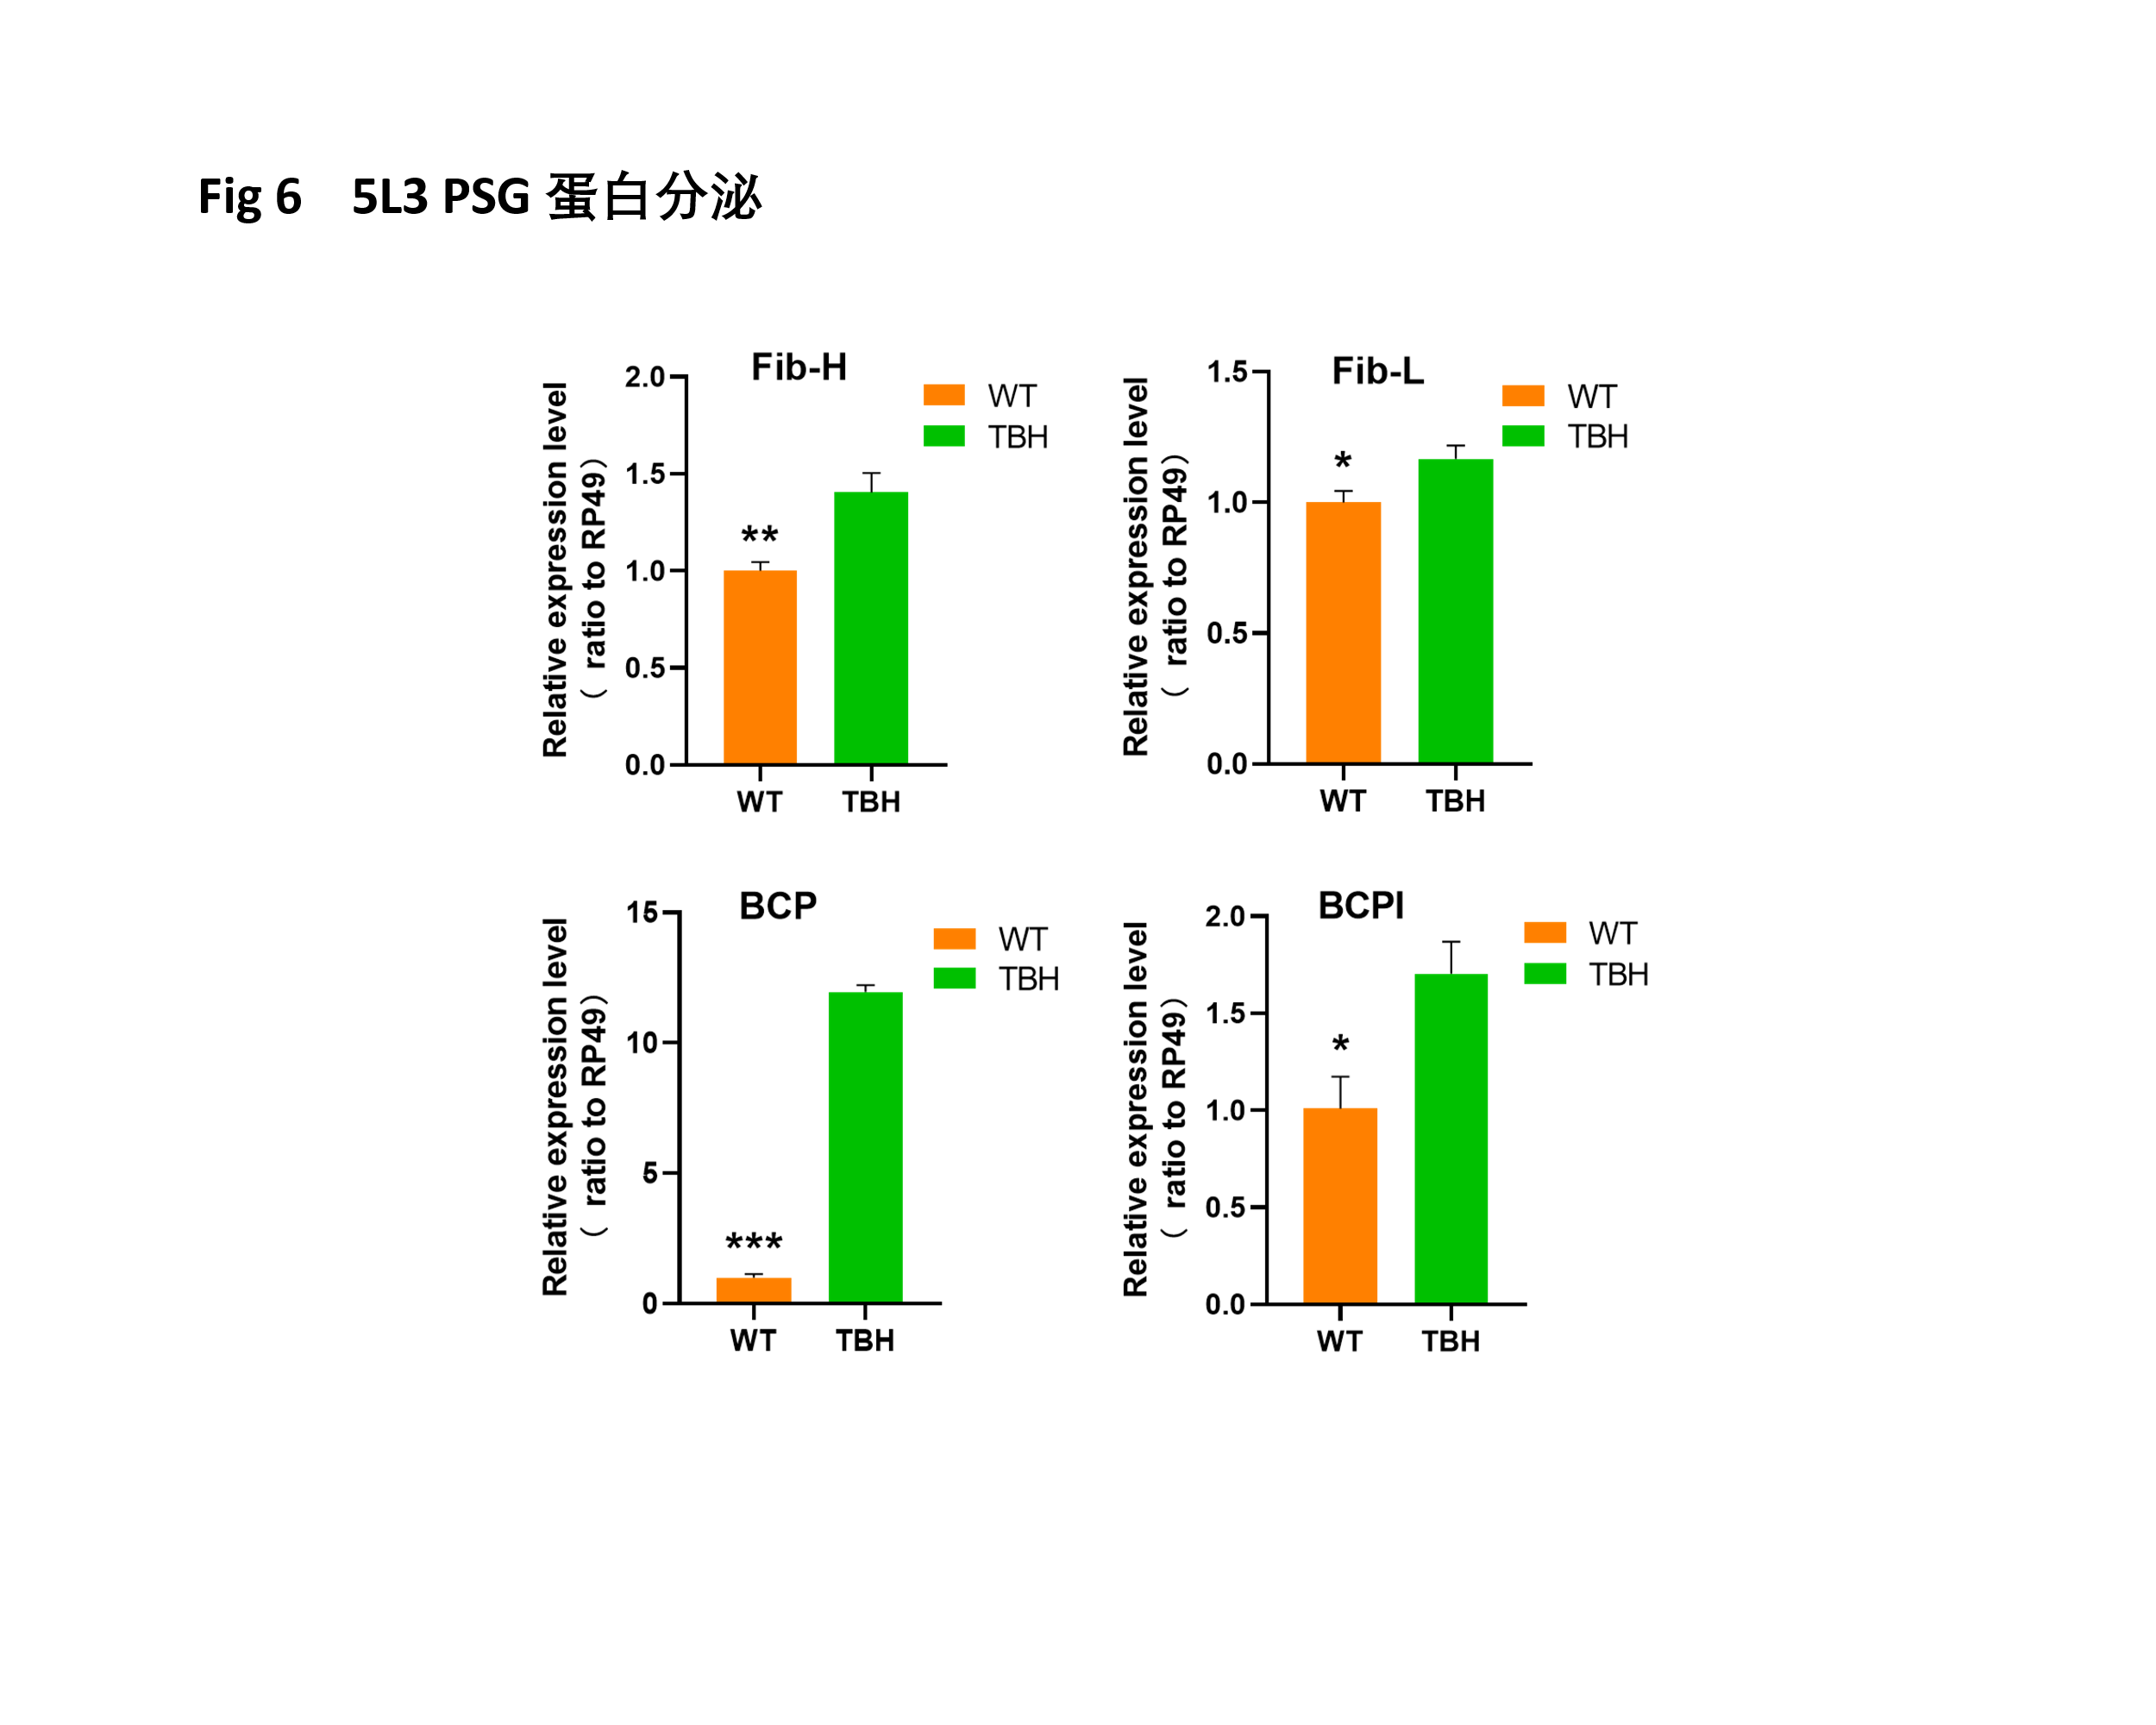 Fig 6 5L3 PSG 蛋白分泌
Fib-H
Relative expression level
（ ratio to RP49）
2.0
1.5
1.0
0.5
0.0
**
WT
TBH
WT
TBH
Fib-L
Relative expression level
（ ratio to RP49）
1.5
1.0
0.5
0.0
*
WT
TBH
WT
TBH
BCP
Relative expression level
（ ratio to RP49）
15
10
5
0
***
WT
TBH
WT
TBH
BCPI
Relative expression level
（ ratio to RP49）
2.0
1.5
1.0
0.5
0.0
*
WT
TBH
WT
TBH